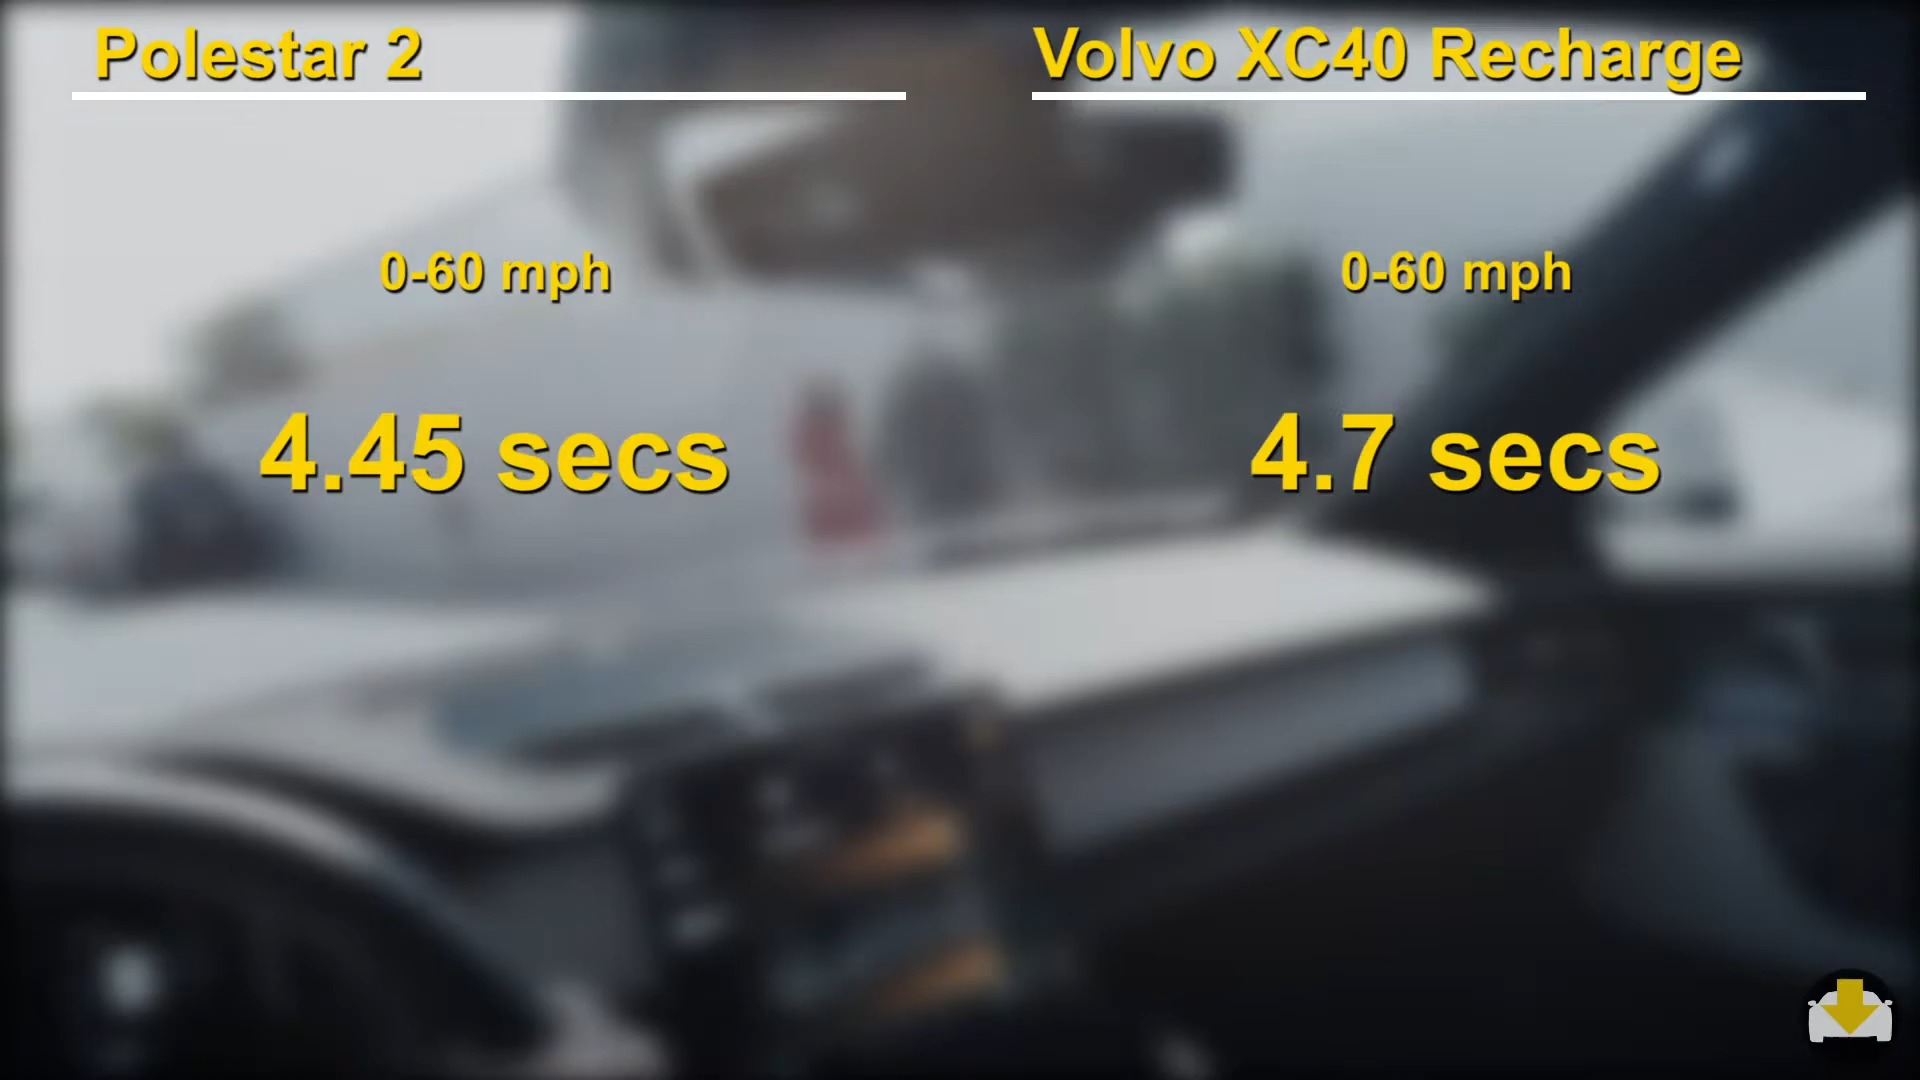 Polestar 2
0-60 mph
4.45 secs
Volvo XC40 Recharge
0-60 mph
4.7 secs